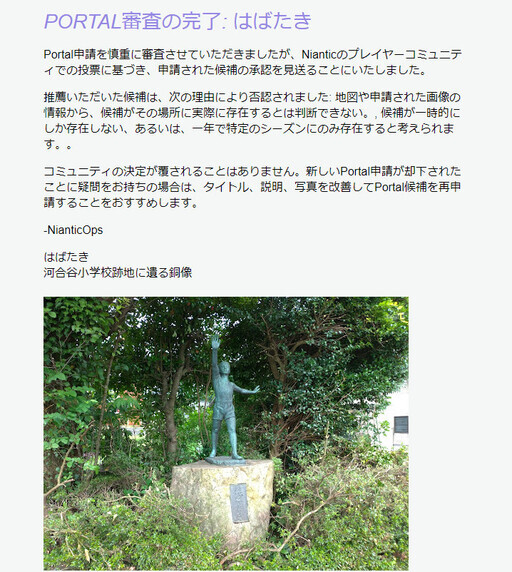 PORTAL審査の完了: はばたき
Portal申請を慎重に審査させていただきましたが、Nianticのプレイヤーコミュニテ
ィでの投票に基づき、申請された候補の承認を見送ることにいたしました。
推薦いただいた候補は、次の理由により否認されました: 地図や申請された画像の
情報から、候補がその場所に実際に存在するとは判断できない。, 候補が一時的に
しか存在しない、あるいは、一年で特定のシーズンにのみ存在すると考えられま
す。。
コミュニティの決定が覆されることはありません。新しいPortal申請が却下された
ことに疑問をお持ちの場合は、タイトル、説明、写真を改善してPortal候補を再申
請することをおすすめします。
-NianticOps
はばたき
河合谷小学校跡地に遺る銅像